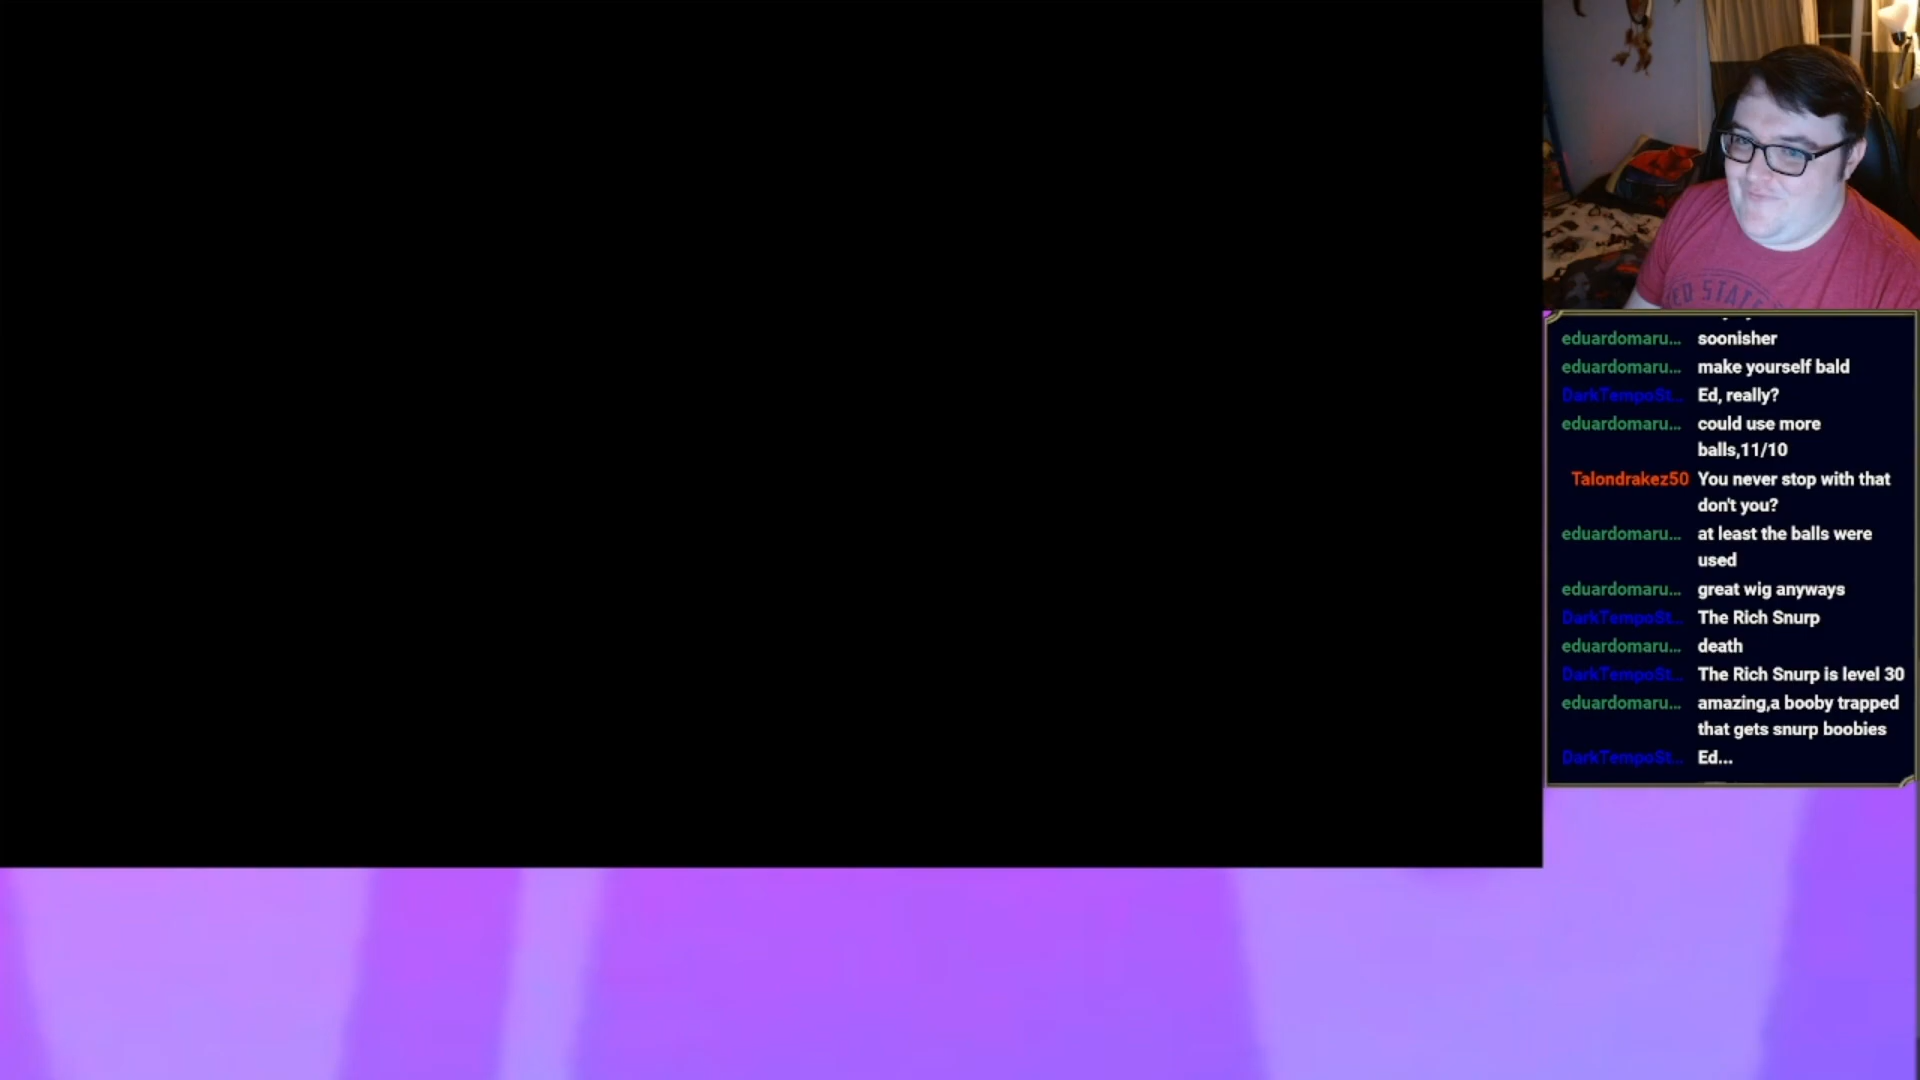 ED STAT
eduardomaru... soonisher
eduardomaru... make yourself bald
DarkTempoSt... Ed, really?
eduardomaru... could use more
balls,11/10
Talondrakez50 You never stop with that
don't you?
eduardomaru... at least the balls were
used
eduardomaru... great wig anyways
DarkTempoSt... The Rich Snurp
eduardomaru... death
DarkTempoSt... The Rich Snurp is level 30
eduardomaru... amazing,a booby trapped
that gets snurp boobies
DarkTempoSt... Ed...